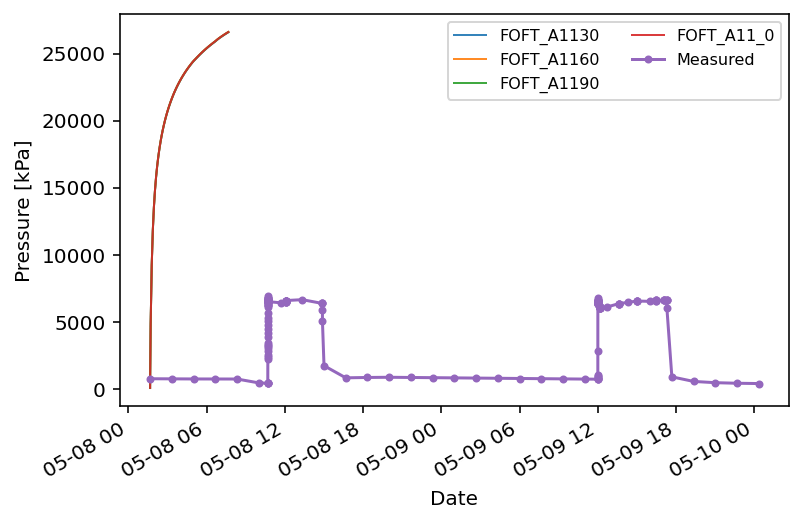 FOFT_A1130
FOFT_A1160
FOFT_A1190
FOFT_A11_0
Measured
Pressure [kPa]
25000
20000
15000
10000
5000
0
05-08 00
05-08 06
05-08 12
05-08 18
05-09 00
05-09 06
05-09 12
05-09 18
05-10 00
Date